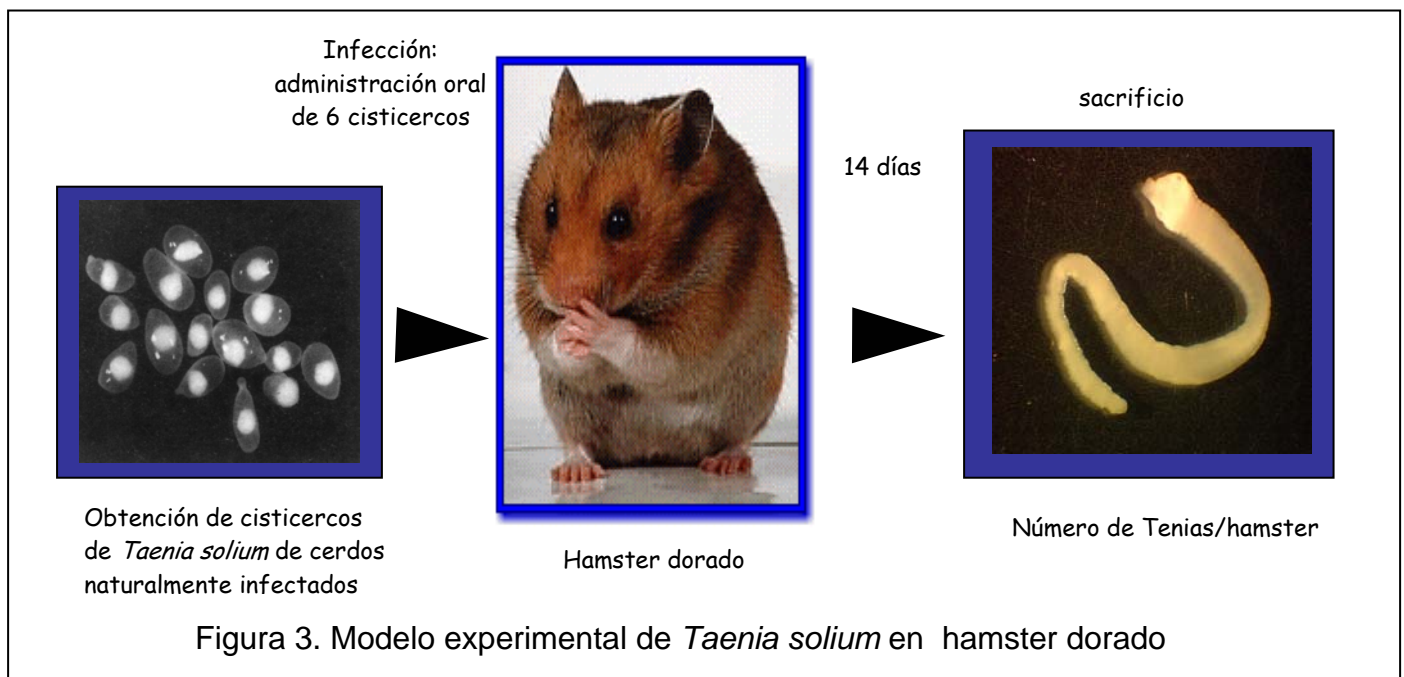 Infección:
administración oral
de 6 cisticercos
sacrificio
14 días
Obtención de cisticercos
de Taenia solium de cerdos
naturalmente infectados
Hamster dorado
Número de Tenias/hamster
Figura 3. Modelo experimental de Taenia solium en hamster dorado